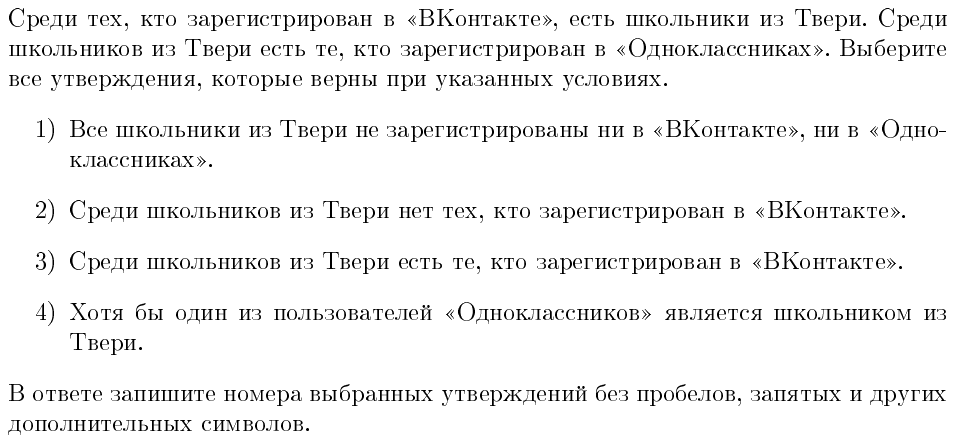 Среди тех, кто зарегистрирован в «ВКонтакте», есть школьники из Твери. Среди
школьников из Твери есть те, кто зарегистрирован в «Одноклассниках». Выберите
все утверждения, которые верны при указанных условиях.
1) Все школьники из Твери не зарегистрированы ни в «ВКонтакте», ни в «Одно-
классниках».
2) Среди школьников из Твери нет тех, кто зарегистрирован в «ВКонтакте».
3) Среди школьников из Твери есть те, кто зарегистрирован в «ВКонтакте».
4) Хотя бы один из пользователей «Одноклассников» является школьником из
Твери.
В ответе запишите номера выбранных утверждений без пробелов, запятых и других
дополнительных символов.